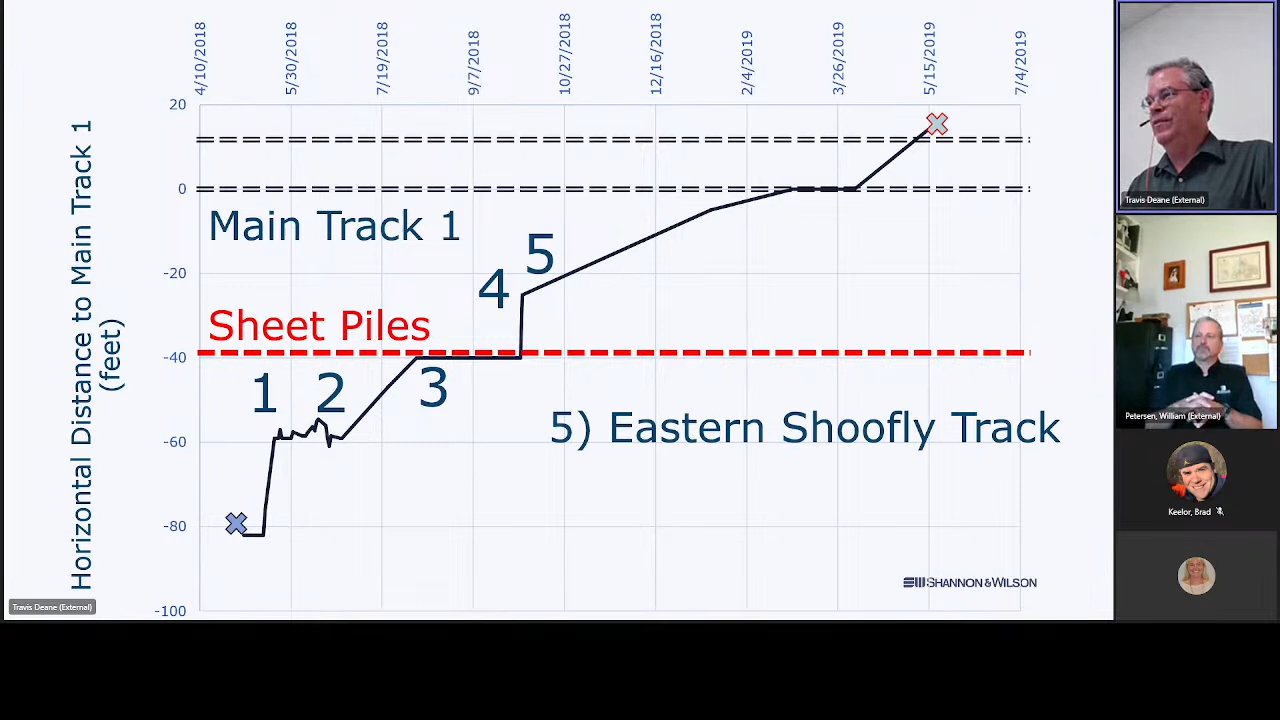 4/10/2018
5/30/2018
7/19/2018
9/7/2018
10/27/2018
12/16/2018
2/4/2019
3/26/2019
5/15/2019
7/4/2019
20
0
-20
-40
-60
-80
-100
Horizontal Distance to Main Track 1
(feet)
Main Track 1
Sheet Piles
1
2
3
4
5
5) Eastern Shoofly Track
SHANNON & WILSON
Travis Deane (External)
Travis Deane (External)
Petersen, William (External)
Keelor, Brad